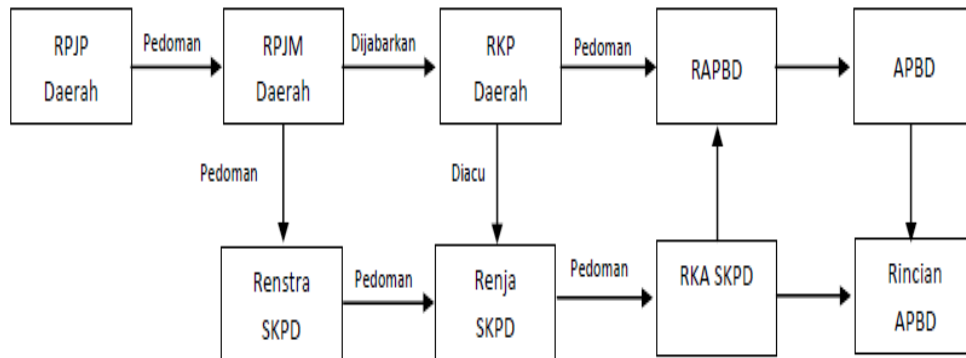 RPJP
Daerah
Pedoman
RPJM
Daerah
Dijabarkan
RKP
Daerah
Pedoman
RAPBD
APBD
Pedoman
Diacu
Renstra
SKPD
Pedoman
Renja
SKPD
Pedoman
RKA SKPD
Rincian
APBD